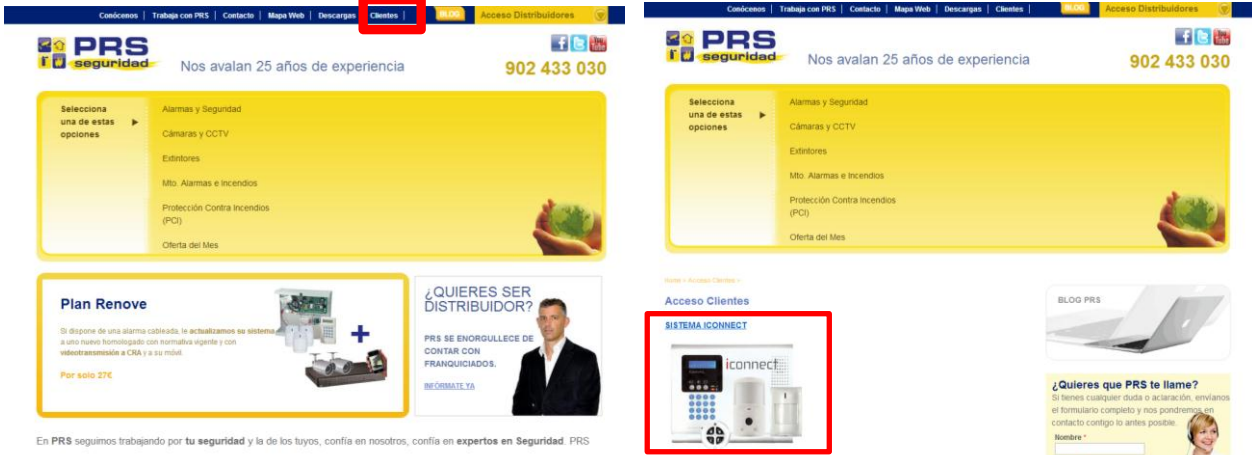 Conócenos | Trabaja con PRS | Contacto | Mapa Web | Descargas | Clientes |
BLOG
Acceso Distribuidores
PRS
seguridad
Nos avalan 25 años de experiencia
902 433 030
Selecciona
una de estas
opciones
Alarmas y Seguridad
Cámaras y CCTV
Extintores
Mto. Alarmas e Incendios
Protección Contra Incendios
(PCI)
Oferta del Mes
Plan Renove
Si dispone de una alarma cableada, le actualizamos su sistema
a uno nuevo homologado con normativa vigente y con
videotransmisión a CRA y a su móvil.
Por solo 27€
¿QUIERES SER
DISTRIBUIDOR?
PRS SE ENORGULLECE DE
CONTAR CON
FRANQUICIADOS.
INFÓRMATE YA
En PRS seguimos trabajando por tu seguridad y la de los tuyos, confía en nosotros, confía en expertos en Seguridad. PRS
Conócenos | Trabaja con PRS | Contacto | Mapa Web | Descargas | Clientes |
BLOG
Acceso Distribuidores
PRS
seguridad
Nos avalan 25 años de experiencia
902 433 030
Selecciona
una de estas
opciones
Alarmas y Seguridad
Cámaras y CCTV
Extintores
Mto. Alarmas e Incendios
Protección Contra Incendios
(PCI)
Oferta del Mes
Home > Acceso Clientes >
Acceso Clientes
SISTEMA ICONNECT
iconnect
BLOG PRS
¿Quieres que PRS te llame?
Si tienes cualquier duda o aclaración, envíanos
el formulario completo y nos pondremos en
contacto contigo lo antes posible.
Nombre *